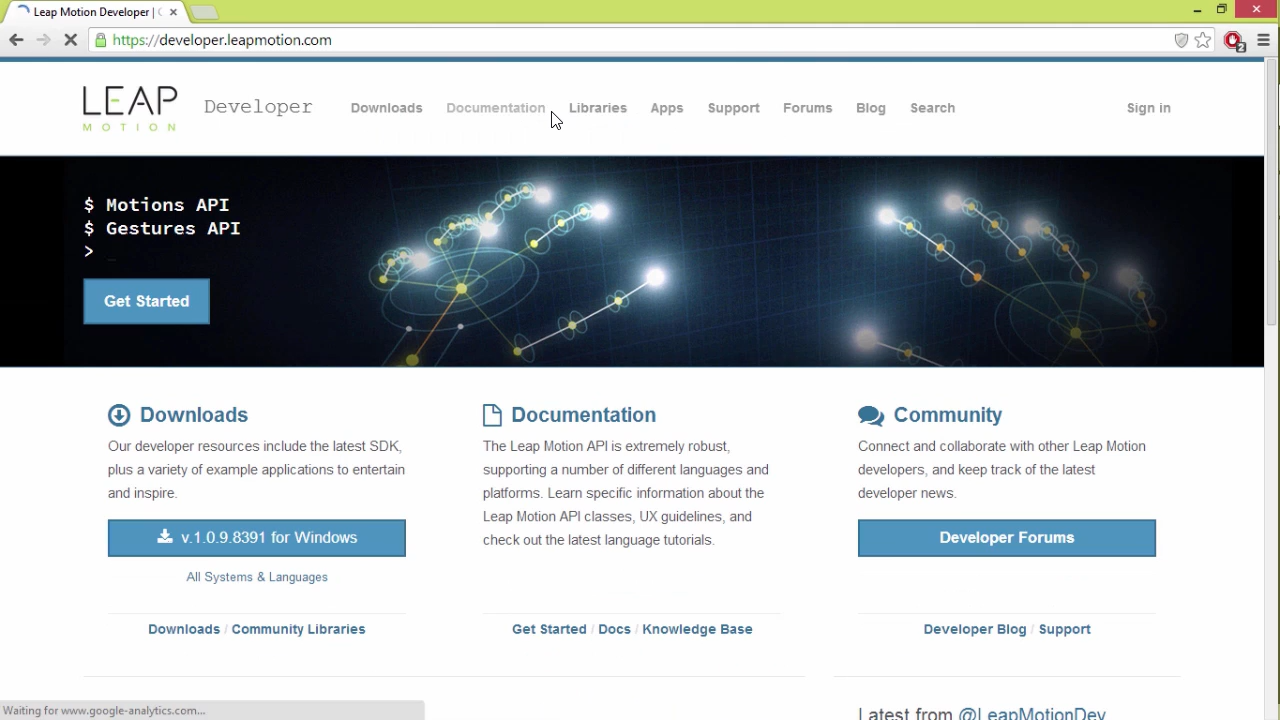 Leap Motion Developer | C
https://developer.leapmotion.com
2
LEAP
MOTION
Developer
Downloads
Documentation
Libraries
Apps
Support
Forums
Blog
Search
Sign in
$ Motions API
$ Gestures API
> _
Get Started
Downloads
Our developer resources include the latest SDK,
plus a variety of example applications to entertain
and inspire.
v.1.0.9.8391 for Windows
All Systems & Languages
Downloads / Community Libraries
Documentation
The Leap Motion API is extremely robust,
supporting a number of different languages and
platforms. Learn specific information about the
Leap Motion API classes, UX guidelines, and
check out the latest language tutorials.
Get Started / Docs / Knowledge Base
Community
Connect and collaborate with other Leap Motion
developers, and keep track of the latest
developer news.
Developer Forums
Developer Blog / Support
Latest from @LeapMotionDev
Waiting for www.google-analytics.com...